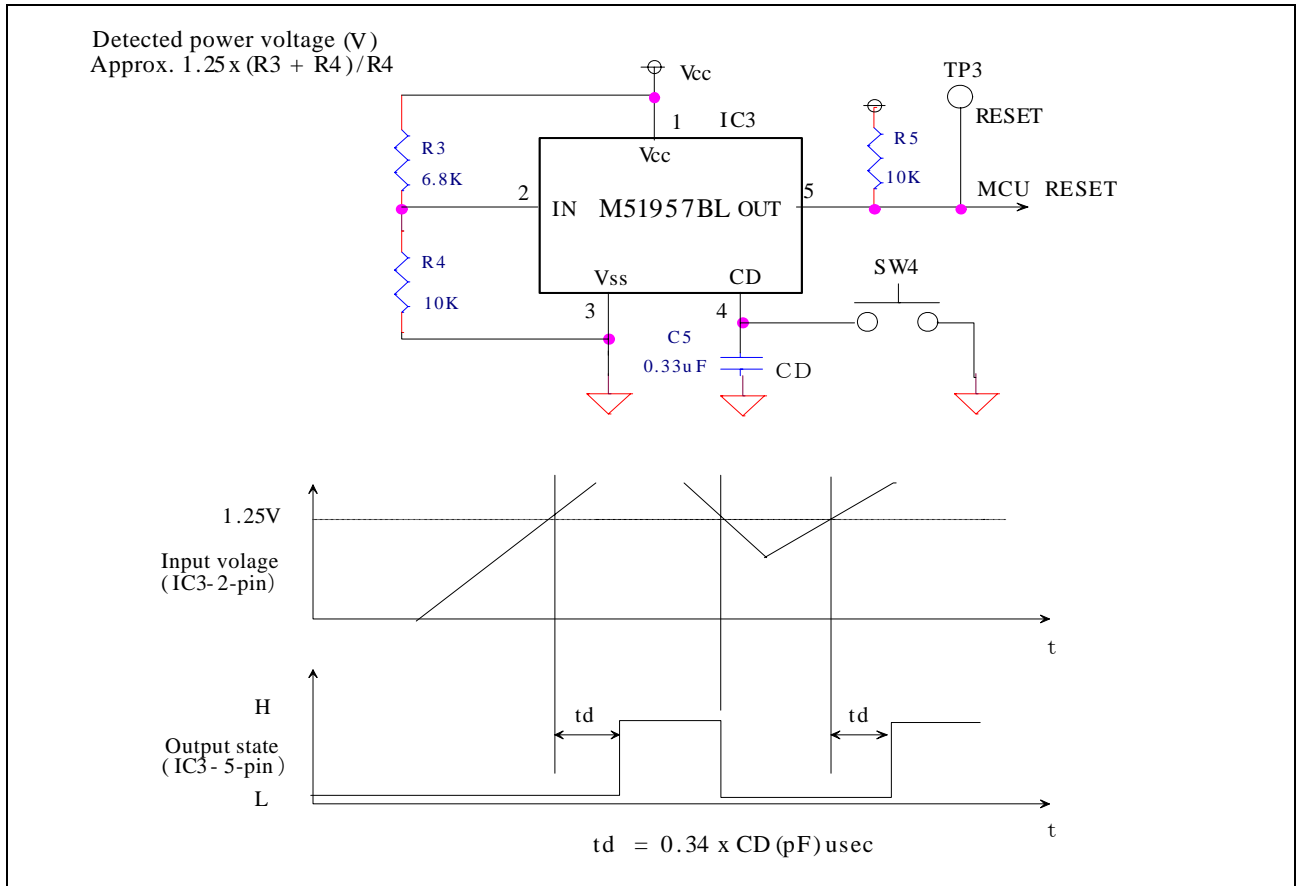 Detected power voltage (V)
Approx. 1.25x (R3 + R4)/R4
Vcc
TP3
1
IC3
RESET
R5
10K
R3
6.8K
Vcc
2
IN
M51957BL
OUT
5
MCU RESET
R4
10K
Vss
CD
3
4
SW4
C5
0.33uF
CD
1.25V
Input volage
(IC3-2-pin)
t
H
td
td
Output state
(IC3-5-pin)
L
t
td = 0.34 x CD (pF) usec